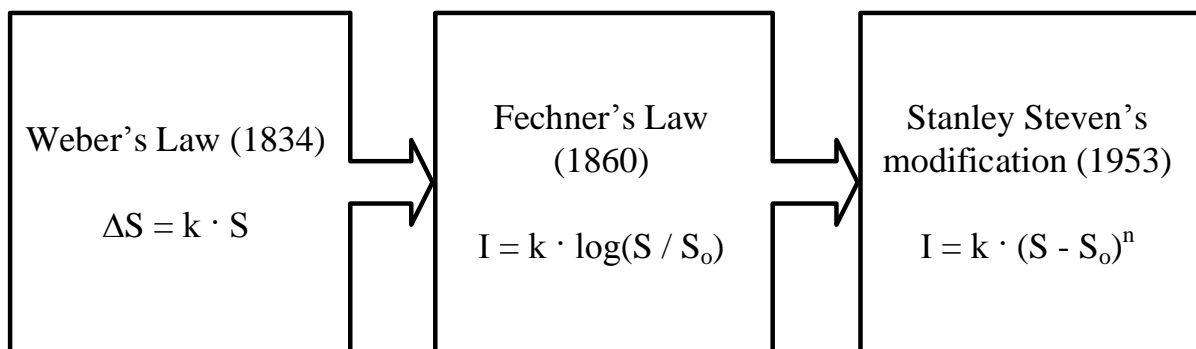 Weber’s Law (1834)
ΔS = k · S
Fechner’s Law
(1860)
I = k · log(S / Sₒ)
Stanley Steven’s
modification (1953)
I = k · (S - Sₒ)ⁿ